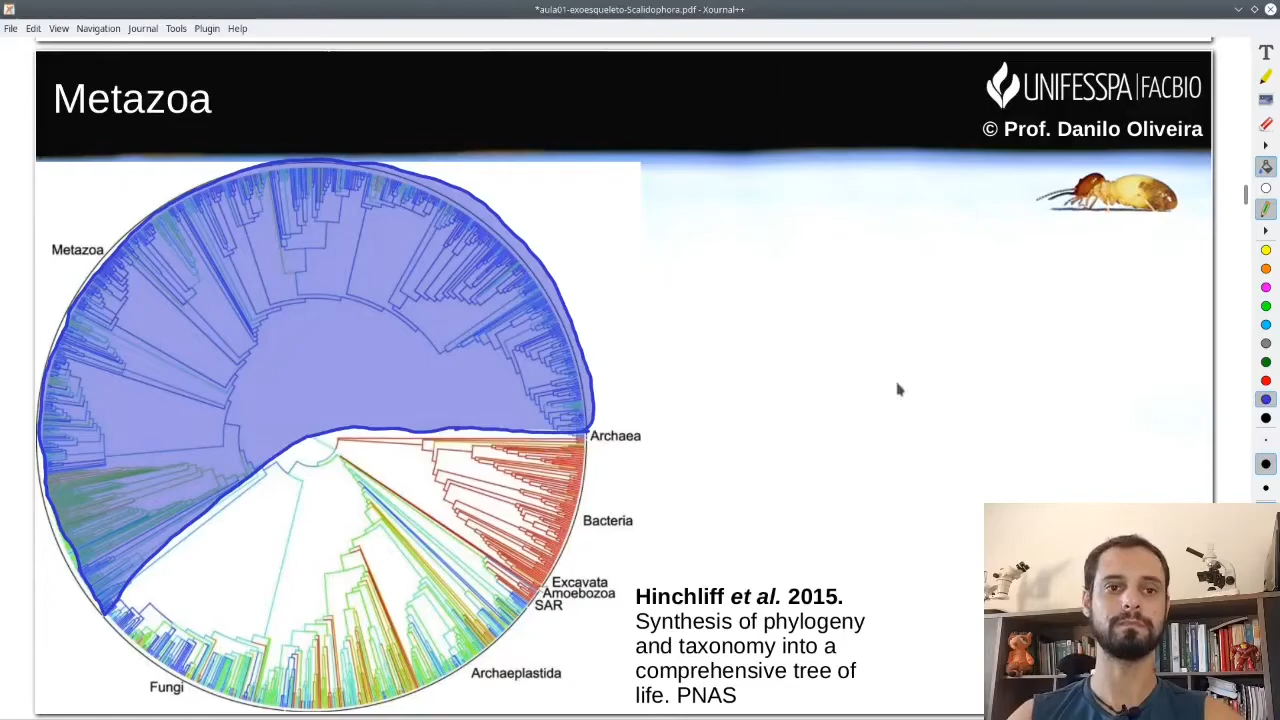 *aula01-exoesqueleto-Scalidophora.pdf - Xournal++
File Edit View Navigation Journal Tools Plugin Help
Metazoa
UNIFESSPA|FACBIO
© Prof. Danilo Oliveira
Metazoa
Archaea
Bacteria
Excavata
Amoebozoa
SAR
Archaeplastida
Fungi
Hinchliff et al. 2015.
Synthesis of phylogeny
and taxonomy into a
comprehensive tree of
life. PNAS
T